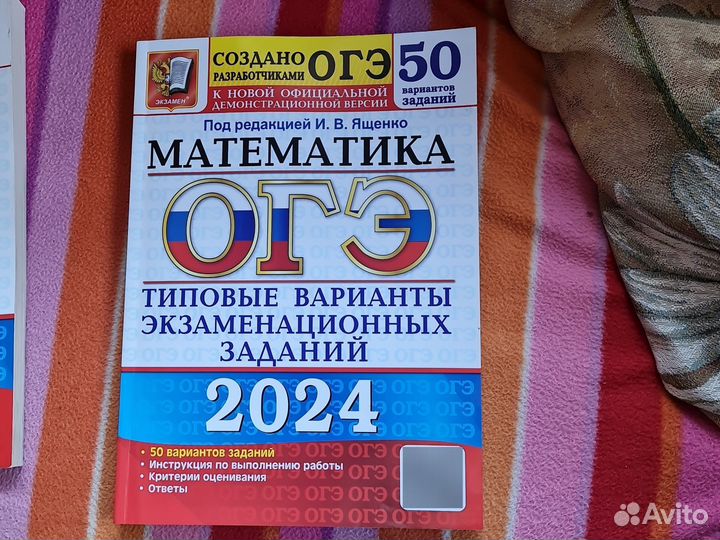 ЭКЗАМЕН
СОЗДАНО
РАЗРАБОТЧИКАМИ ОГЭ
К НОВОЙ ОФИЦИАЛЬНОЙ
ДЕМОНСТРАЦИОННОЙ ВЕРСИИ
50
вариантов
заданий
Под редакцией И. В. Ященко
МАТЕМАТИКА
ОГЭ
ТИПОВЫЕ ВАРИАНТЫ
ЭКЗАМЕНАЦИОННЫХ
ЗАДАНИЙ
2024
• 50 вариантов заданий
• Инструкция по выполнению работы
• Критерии оценивания
• Ответы
Avito